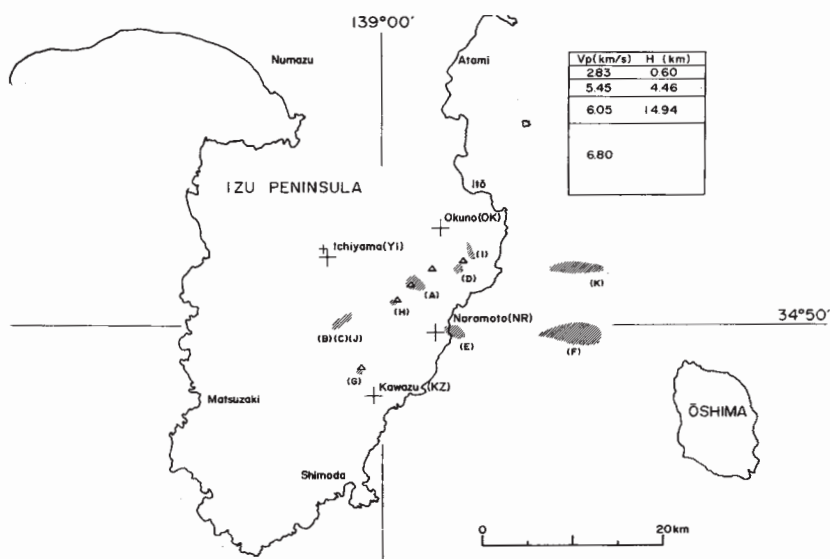 139°00'
Numazu
Atami
Vp(km/s) H (km)
2.83 0.60
5.45 4.46
6.05 14.94
6.80
IZU PENINSULA
Itō
Okuno(OK)
Ichiyama(YI)
(I)
(D)
(K)
(A)
(H)
Naramoto(NR)
34°50'
(B)(C)(J)
(E)
(F)
(G)
Kawazu (KZ)
Matsuzaki
ŌSHIMA
Shimoda
0 20km